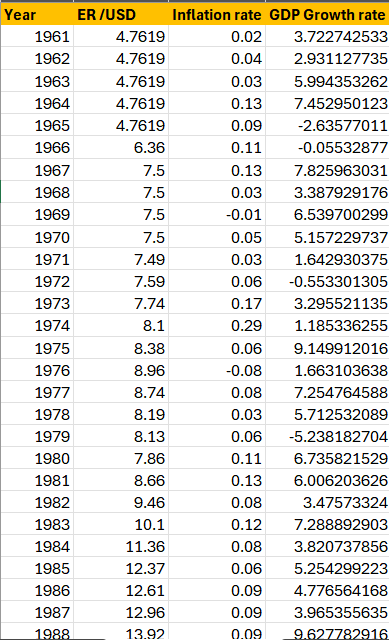 Year ER /USD Inflation rate GDP Growth rate
1961 4.7619 0.02 3.722742533
1962 4.7619 0.04 2.931127735
1963 4.7619 0.03 5.994353262
1964 4.7619 0.13 7.452950123
1965 4.7619 0.09 -2.63577011
1966 6.36 0.11 -0.05532877
1967 7.5 0.13 7.825963031
1968 7.5 0.03 3.387929176
1969 7.5 -0.01 6.539700299
1970 7.5 0.05 5.157229737
1971 7.49 0.03 1.642930375
1972 7.59 0.06 -0.553301305
1973 7.74 0.17 3.295521135
1974 8.1 0.29 1.185336255
1975 8.38 0.06 9.149912016
1976 8.96 -0.08 1.663103638
1977 8.74 0.08 7.254764588
1978 8.19 0.03 5.712532089
1979 8.13 0.06 -5.238182704
1980 7.86 0.11 6.735821529
1981 8.66 0.13 6.006203626
1982 9.46 0.08 3.47573324
1983 10.1 0.12 7.288892903
1984 11.36 0.08 3.820737856
1985 12.37 0.06 5.254299223
1986 12.61 0.09 4.776564168
1987 12.96 0.09 3.965355635
1988 13.92 0.09 9.627782916